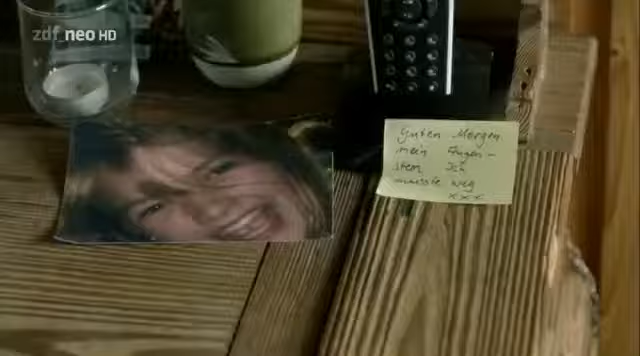 zdf_neo HD
Guten Morgen
mein Augen-
stern Ich
musste weg
xxx